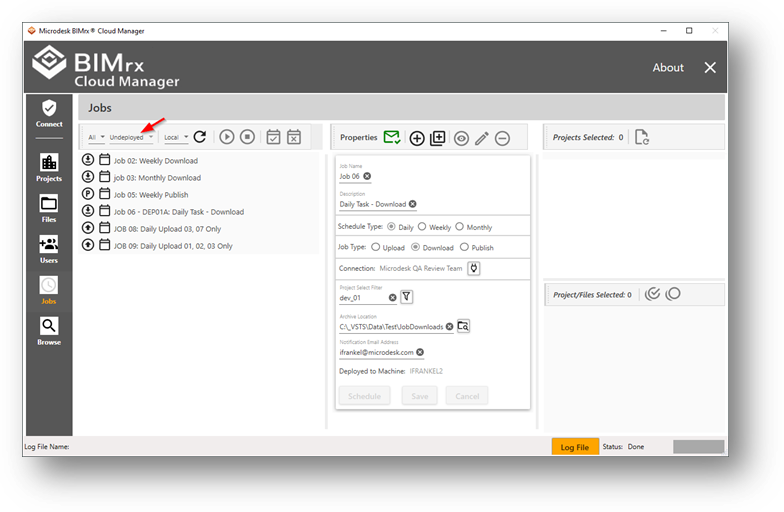 Microdesk BIMrx® Cloud Manager
BIMrx
Cloud Manager
About
Connect
Projects
Files
Users
Jobs
Browse
Jobs
All Undeployed Local
Job 02: Weekly Download
job 03: Monthly Download
Job 05: Weekly Publish
Job 06 - DEP01A: Daily Task - Download
JOB 08: Daily Upload 03, 07 Only
JOB 09: Daily Upload 01, 02, 03 Only
Properties
Job Name
Job 06
Description
Daily Task - Download
Schedule Type: Daily Weekly Monthly
Job Type: Upload Download Publish
Connection: Microdesk QA Review Team
Project Select Filter
dev_01
Archive Location
C:\_VSTS\Data\Test\JobDownloads
Notification Email Address
ifrankel@microdesk.com
Deployed to Machine: IFRANKEL2
Schedule Save Cancel
Projects Selected: 0
Project/Files Selected: 0
Log File Name:
Log File Status: Done